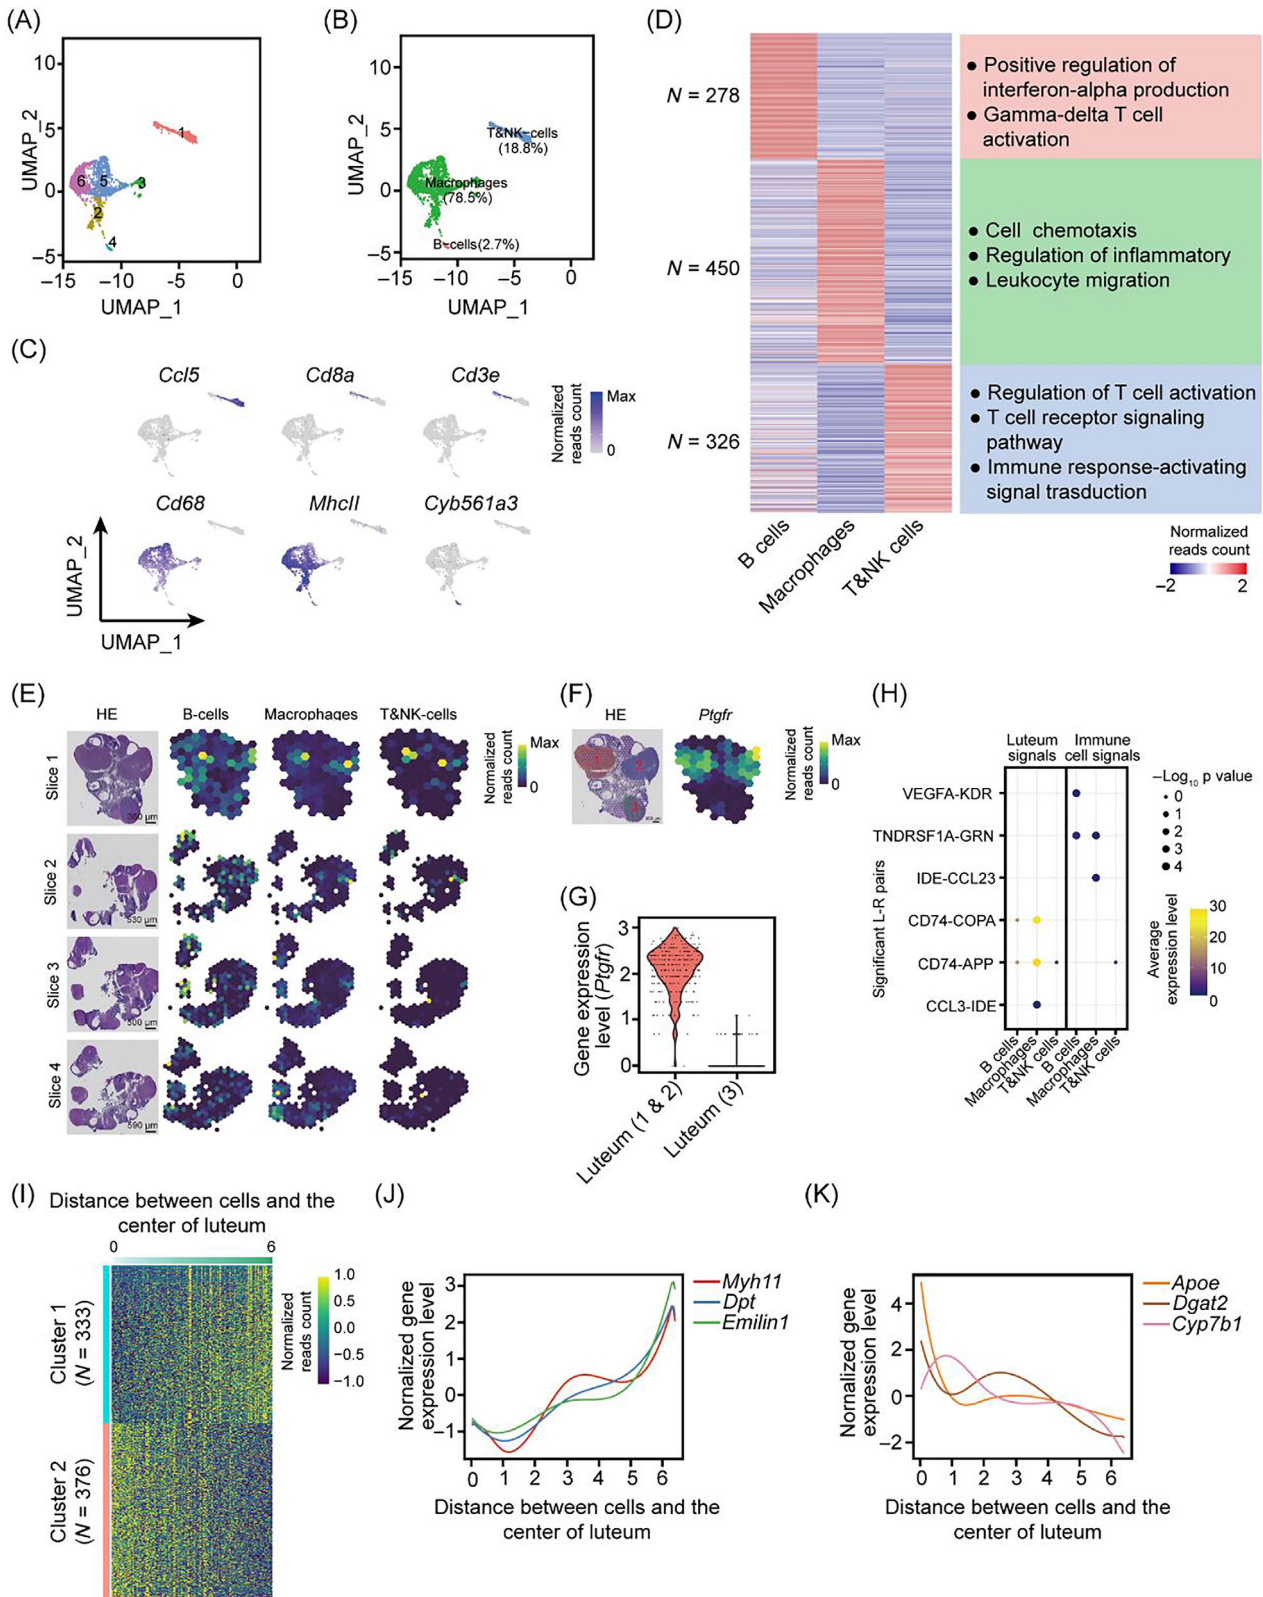 (A)
UMAP_2
10
5
0
−5
−15
−10
−5
0
UMAP_1
1
6
5
3
2
4
(B)
UMAP_2
10
5
0
−5
−15
−10
−5
0
UMAP_1
T&NK−cells
(18.8%)
Macrophages
(78.5%)
B−cells(2.7%)
(C)
Ccl5
Cd8a
Cd3e
Cd68
MhcII
Cyb561a3
Normalized
reads count
Max
0
UMAP_2
UMAP_1
(D)
N = 278
N = 450
N = 326
● Positive regulation of
interferon-alpha production
● Gamma-delta T cell
activation
● Cell chemotaxis
● Regulation of inflammatory
● Leukocyte migration
● Regulation of T cell activation
● T cell receptor signaling
pathway
● Immune response-activating
signal trasduction
B cells
Macrophages
T&NK cells
Normalized
reads count
−2
2
(E)
HE
B-cells
Macrophages
T&NK-cells
Slice 1
300 µm
Slice 2
530 µm
Slice 3
500 µm
Slice 4
590 µm
Normalized
reads count
Max
0
(F)
HE
Ptgfr
1
2
3
Normalized
reads count
Max
0
(G)
Gene expression
level (Ptgfr)
3
2
1
0
Luteum (1 & 2)
Luteum (3)
(H)
Luteum
signals
Immune
cell signals
Significant L-R pairs
VEGFA-KDR
TNDRSF1A-GRN
IDE-CCL23
CD74-COPA
CD74-APP
CCL3-IDE
B cells
Macrophages
T&NK cells
B cells
Macrophages
T&NK cells
−Log10 p value
0
1
2
3
4
Average
expression level
30
20
10
0
(I)
Distance between cells and the
center of luteum
0
6
Cluster 1
(N = 333)
Cluster 2
(N = 376)
Normalized
reads count
1.0
0.5
0.0
−0.5
−1.0
(J)
Nornalized gene
expression level
3
2
1
0
−1
0
1
2
3
4
5
6
Distance between cells and the
center of luteum
Myh11
Dpt
Emilin1
(K)
Nornalized gene
expression level
4
2
0
−2
0
1
2
3
4
5
6
Distance between cells and the
center of luteum
Apoe
Dgat2
Cyp7b1